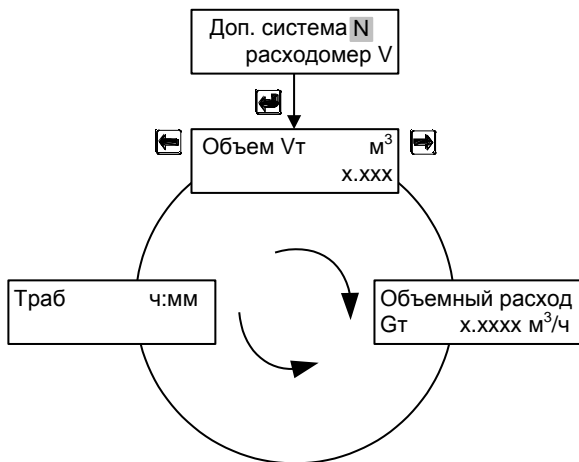 Доп. система N
расходомер V
Объем Vт м³
х.ххх
Траб ч:мм
Объемный расход
Gт х.хххх м³/ч